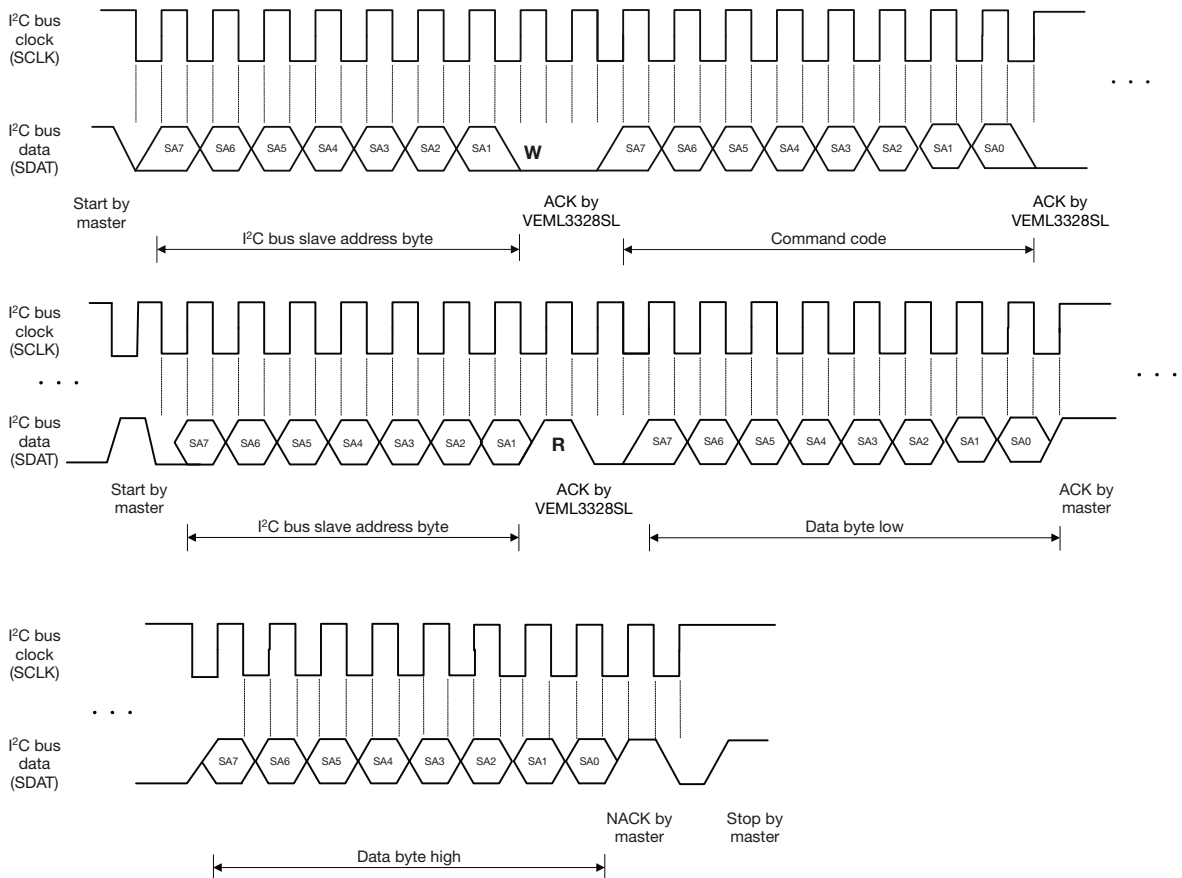 I²C bus
clock
(SCLK)
. . .
I²C bus
data
(SDAT)
SA7 SA6 SA5 SA4 SA3 SA2 SA1 W SA7 SA6 SA5 SA4 SA3 SA2 SA1 SA0
Start by
master
ACK by
VEML3328SL
ACK by
VEML3328SL
I²C bus slave address byte
Command code
I²C bus
clock
(SCLK)
. . .
. . .
I²C bus
data
(SDAT)
SA7 SA6 SA5 SA4 SA3 SA2 SA1 R SA7 SA6 SA5 SA4 SA3 SA2 SA1 SA0
Start by
master
ACK by
VEML3328SL
ACK by
master
I²C bus slave address byte
Data byte low
I²C bus
clock
(SCLK)
. . .
I²C bus
data
(SDAT)
SA7 SA6 SA5 SA4 SA3 SA2 SA1 SA0
NACK by
master
Stop by
master
Data byte high